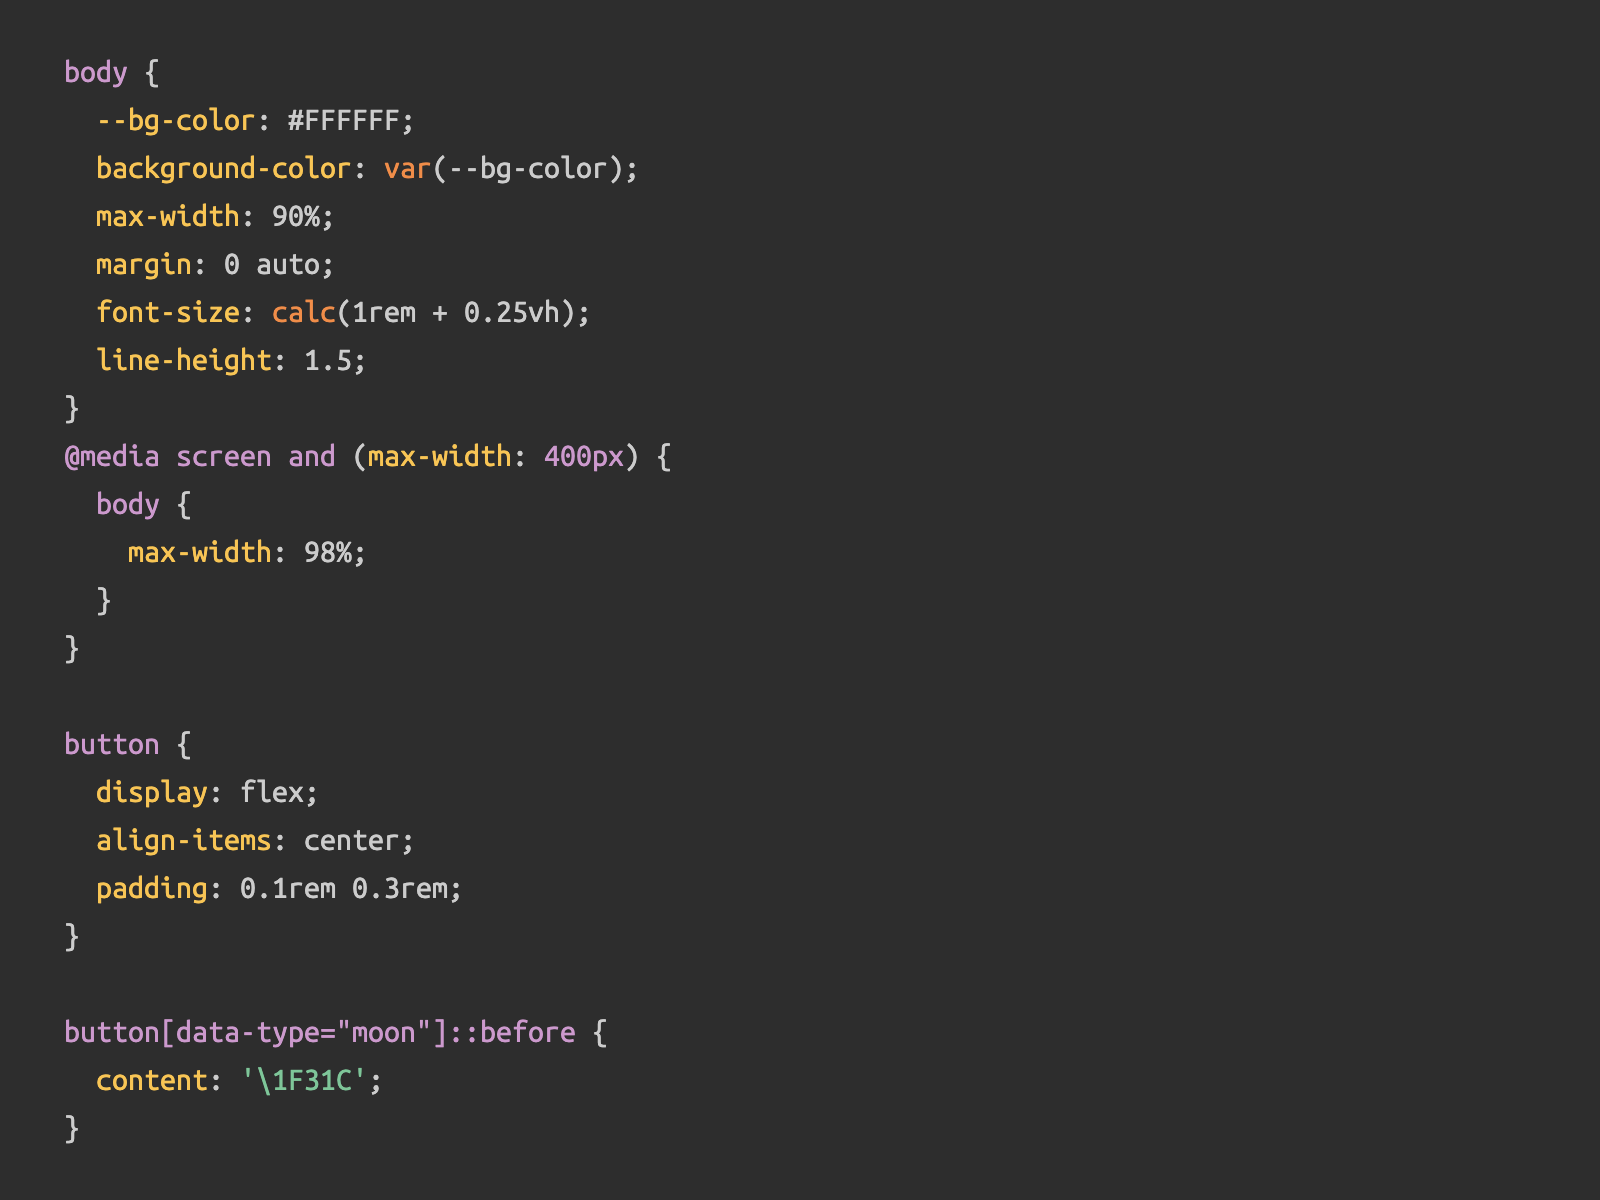 body {
  --bg-color: #FFFFFF;
  background-color: var(--bg-color);
  max-width: 90%;
  margin: 0 auto;
  font-size: calc(1rem + 0.25vh);
  line-height: 1.5;
}
@media screen and (max-width: 400px) {
  body {
    max-width: 98%;
  }
}

button {
  display: flex;
  align-items: center;
  padding: 0.1rem 0.3rem;
}

button[data-type="moon"]::before {
  content: '\1F31C';
}